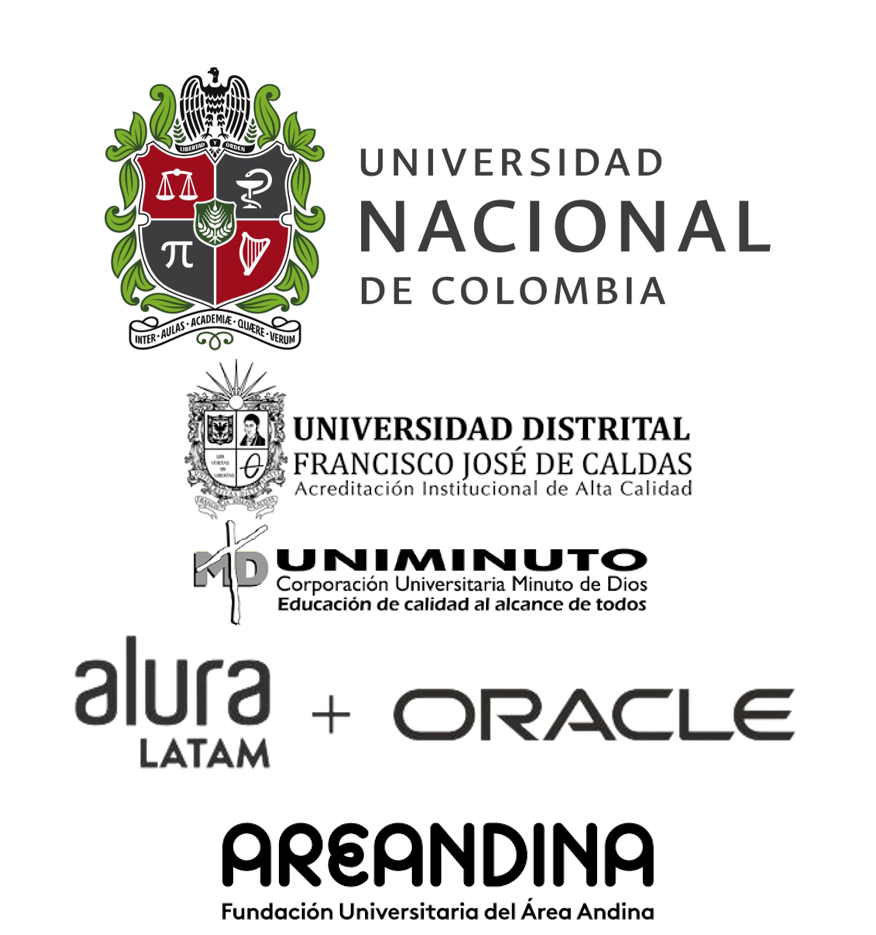 LIBERTAD Y ORDEN
π
INTER · AULAS · ACADEMIÆ · QUÆRE · VERUM
UNIVERSIDAD
NACIONAL
DE COLOMBIA
UNIVERSIDAD DISTRITAL
FRANCISCO JOSÉ DE CALDAS
Acreditación Institucional de Alta Calidad
MD UNIMINUTO
Corporación Universitaria Minuto de Dios
Educación de calidad al alcance de todos
alura
LATAM
+ ORACLE
AREANDINA
Fundación Universitaria del Área Andina